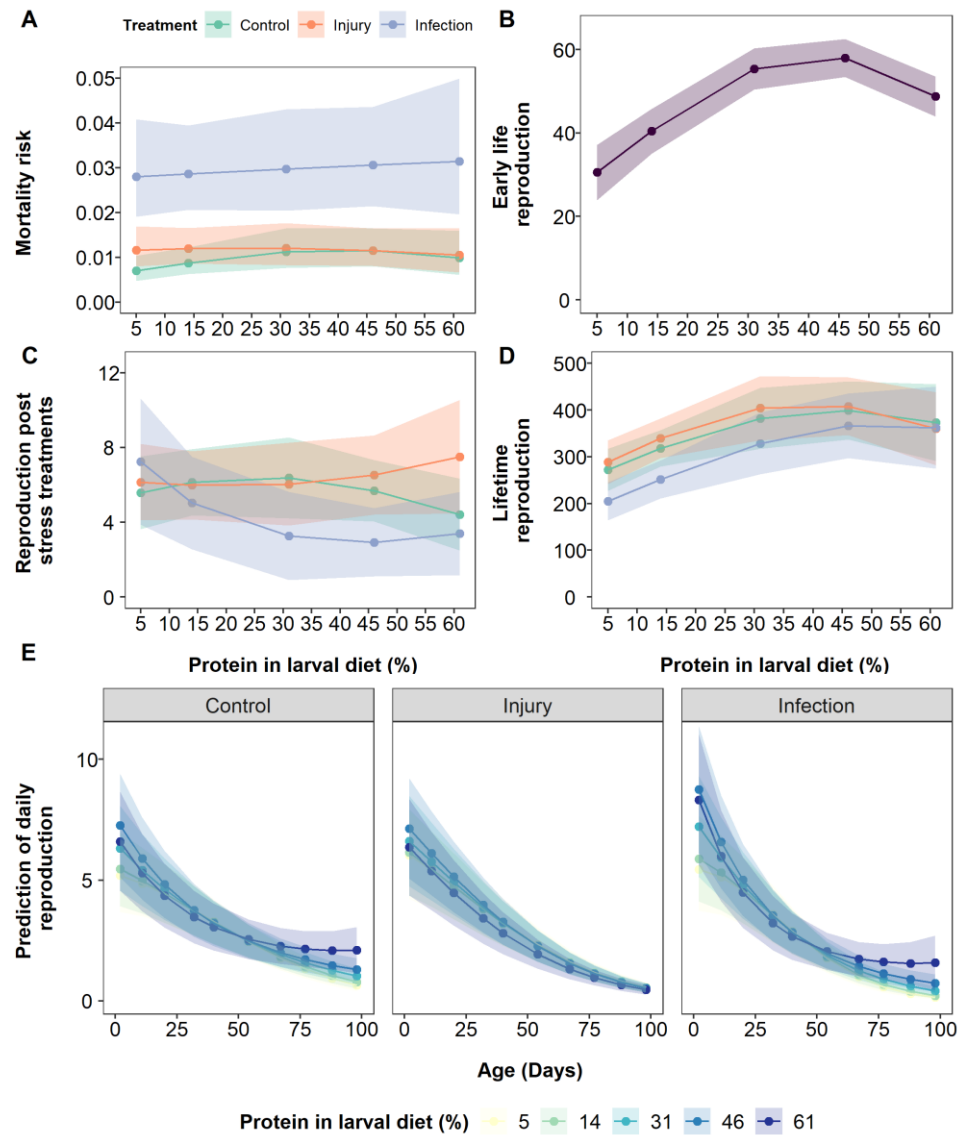 A
Treatment Control Injury Infection
Mortality risk
0.05
0.04
0.03
0.02
0.01
0.00
5 10 15 20 25 30 35 40 45 50 55 60
B
Early life
reproduction
60
40
20
0
5 10 15 20 25 30 35 40 45 50 55 60
C
Reproduction post
stress treatments
12
8
4
0
5 10 15 20 25 30 35 40 45 50 55 60
Protein in larval diet (%)
D
Lifetime
reproduction
500
400
300
200
100
0
5 10 15 20 25 30 35 40 45 50 55 60
Protein in larval diet (%)
E
Control Injury Infection
Prediction of daily
reproduction
10
5
0
0 25 50 75 100 0 25 50 75 100 0 25 50 75 100
Age (Days)
Protein in larval diet (%) 5 14 31 46 61